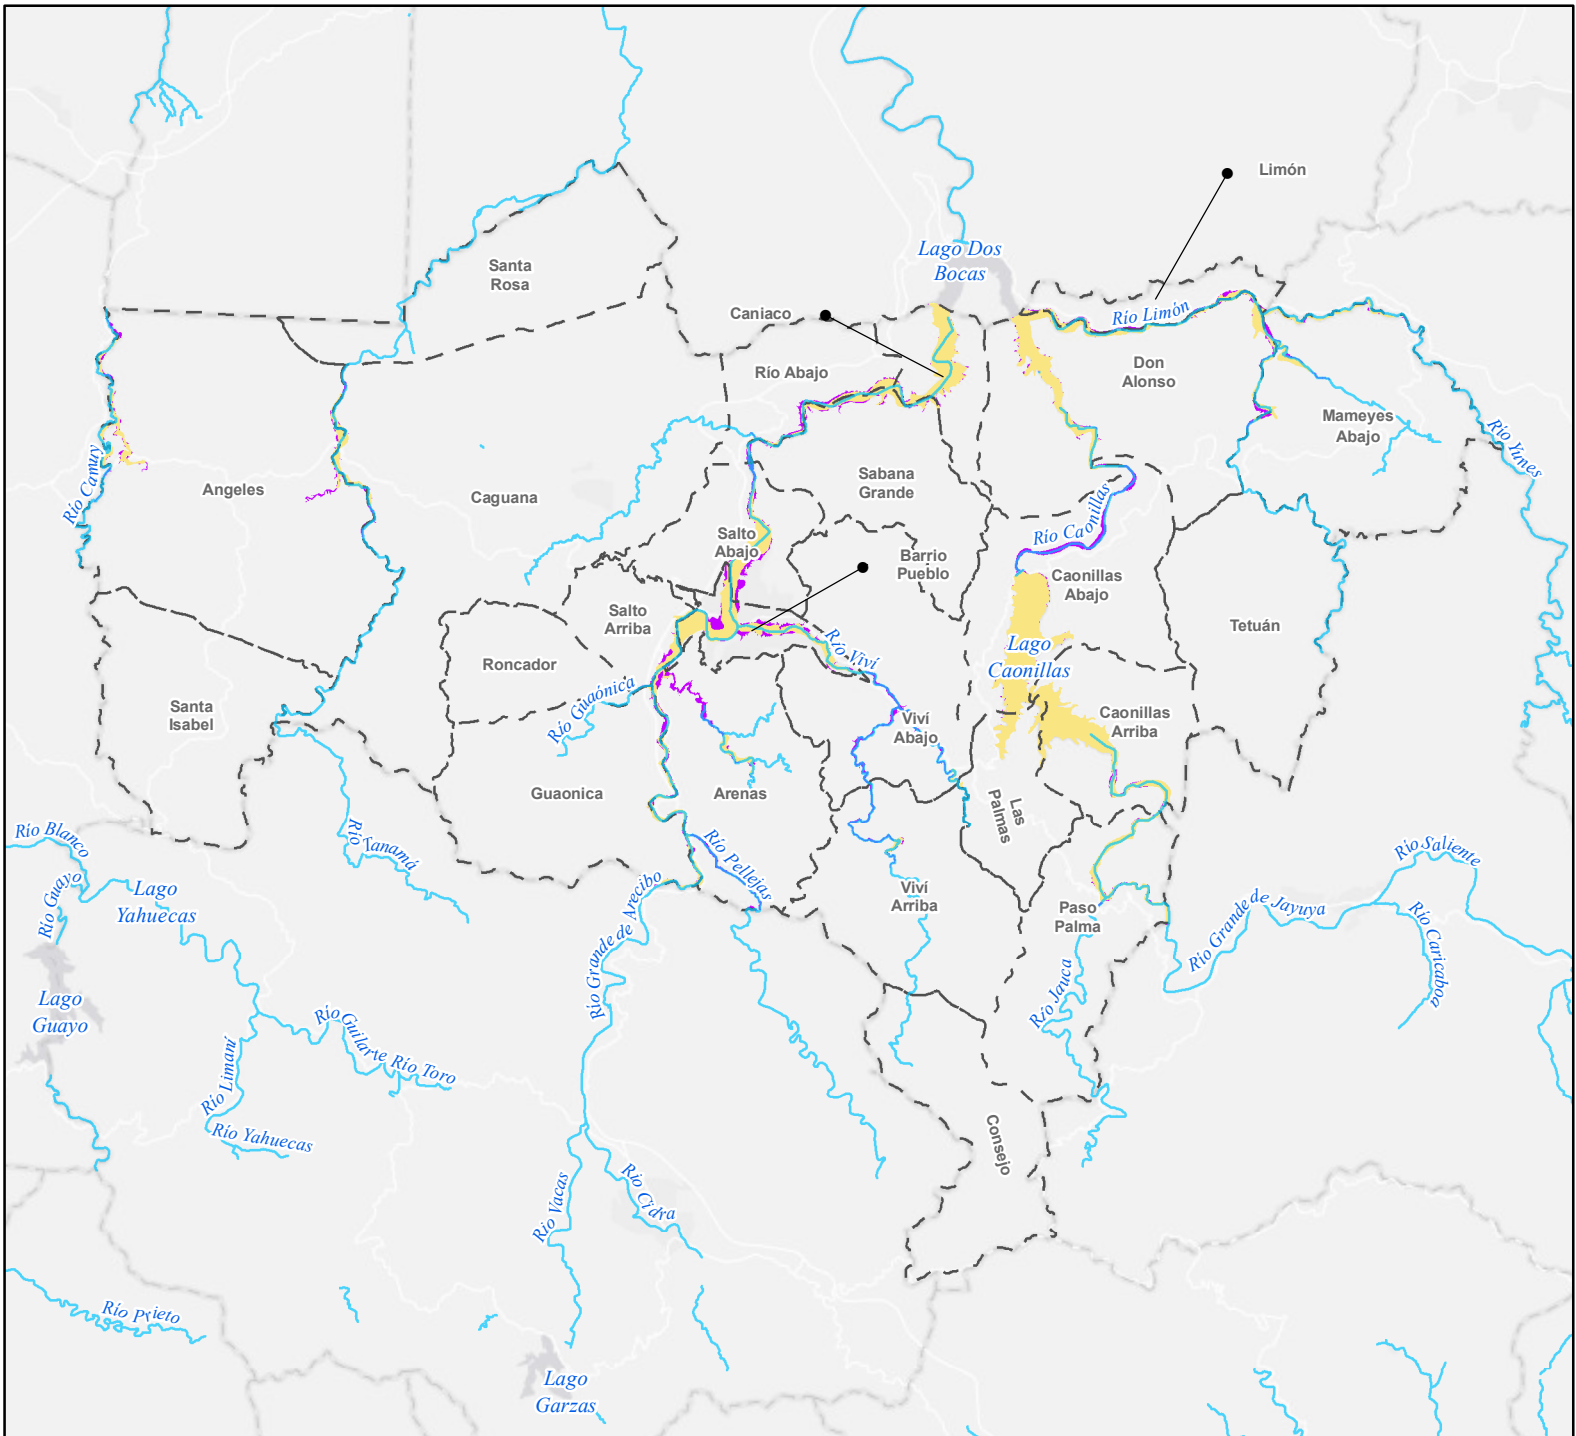 Limón
Lago Dos
Bocas
Santa
Rosa
Caniaco
Río Limón
Río Abajo
Don
Alonso
Mameyes
Abajo
Río Yunes
Río Camuy
Angeles
Caguana
Sabana
Grande
Río Caonillas
Salto
Abajo
Barrio
Pueblo
Caonillas
Abajo
Salto
Arriba
Tetuán
Roncador
Río Viví
Lago
Caonillas
Río Guaónica
Santa
Isabel
Viví
Abajo
Caonillas
Arriba
Guaonica
Arenas
Las
Palmas
Río Blanco
Río Tanamá
Río Pellejas
Río Saliente
Río Guayo
Lago
Yahuecas
Viví
Arriba
Paso
Palma
Río Grande de Arecibo
Río Grande de Jayuya
Río Caricaboa
Río Jauca
Lago
Guayo
Río Guilarte
Río Toro
Río Limaní
Río Yahuecas
Consejo
Río Vacas
Río Cidra
Río Prieto
Lago
Garzas